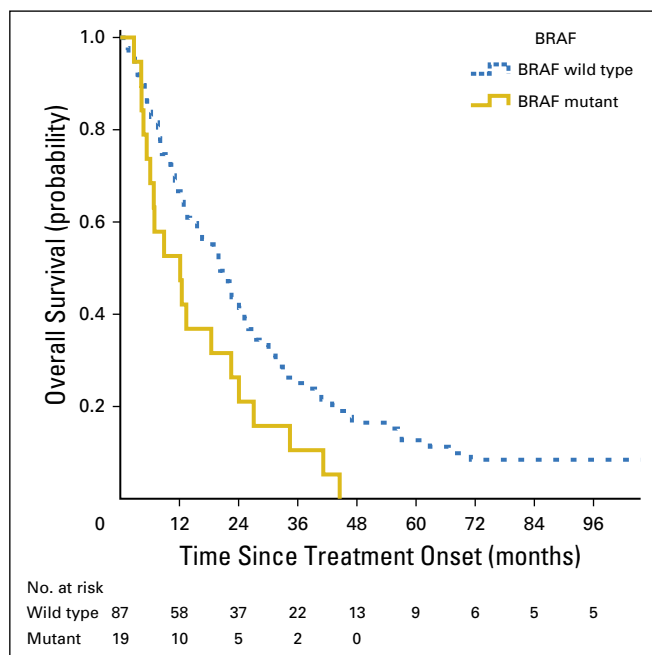 BRAF
BRAF wild type
BRAF mutant
Overall Survival (probability)
1.0
0.8
0.6
0.4
0.2
0 12 24 36 48 60 72 84 96
Time Since Treatment Onset (months)
No. at risk
Wild type 87 58 37 22 13 9 6 5 5
Mutant 19 10 5 2 0